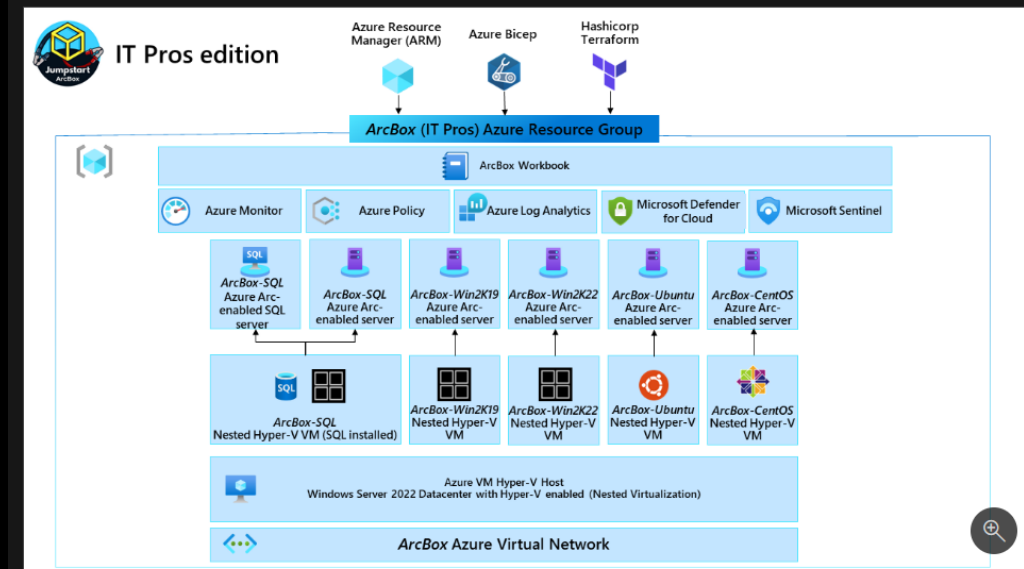 Jumpstart
ArcBox
IT Pros edition
Azure Resource
Manager (ARM)
Azure Bicep
Hashicorp
Terraform
ArcBox (IT Pros) Azure Resource Group
ArcBox Workbook
Azure Monitor
Azure Policy
Azure Log Analytics
Microsoft Defender
for Cloud
Microsoft Sentinel
SQL
ArcBox-SQL
Azure Arc-
enabled SQL
server
ArcBox-SQL
Azure Arc-
enabled server
ArcBox-Win2K19
Azure Arc-
enabled server
ArcBox-Win2K22
Azure Arc-
enabled server
ArcBox-Ubuntu
Azure Arc-
enabled server
ArcBox-CentOS
Azure Arc-
enabled server
SQL
ArcBox-SQL
Nested Hyper-V VM (SQL installed)
ArcBox-Win2K19
Nested Hyper-V
VM
ArcBox-Win2K22
Nested Hyper-V
VM
ArcBox-Ubuntu
Nested Hyper-V
VM
ArcBox-CentOS
Nested Hyper-V
VM
Azure VM Hyper-V Host
Windows Server 2022 Datacenter with Hyper-V enabled (Nested Virtualization)
ArcBox Azure Virtual Network